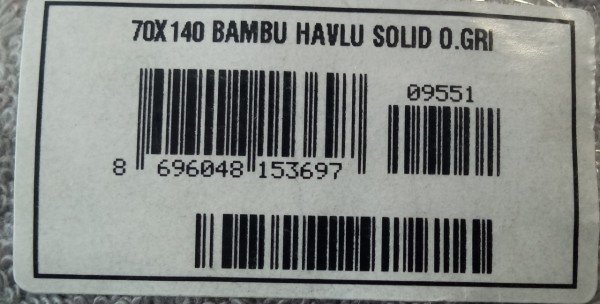 70X140 BAMBU HAVLU SOLID O.GRI
09551
8 696048 153697